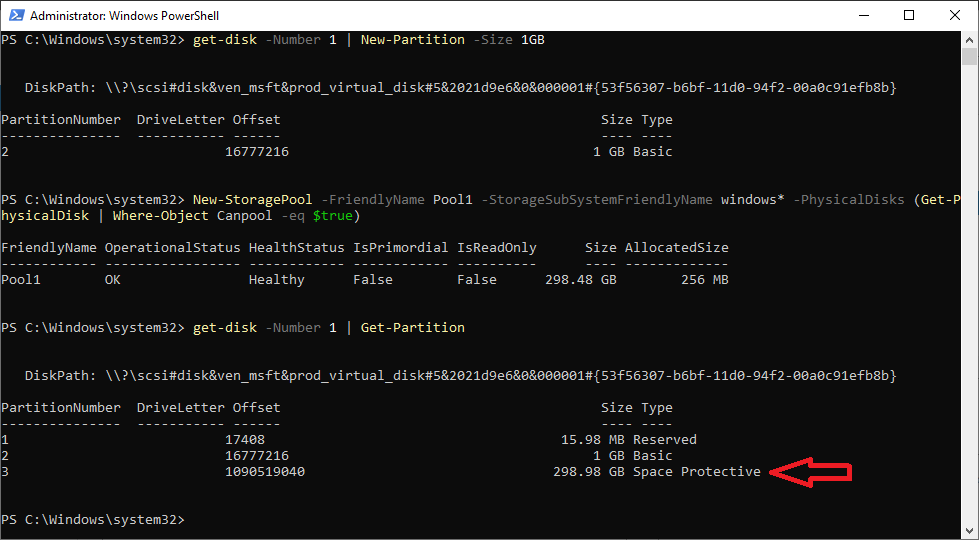 Administrator: Windows PowerShell
PS C:\Windows\system32> get-disk -Number 1 | New-Partition -Size 1GB
DiskPath: \\?\scsi#disk&ven_msft&prod_virtual_disk#5&2021d9e6&0&000001#{53f56307-b6bf-11d0-94f2-00a0c91efb8b}
PartitionNumber  DriveLetter Offset                                        Size Type
---------------  ----------- ------                                        ---- ----
2                            16777216                                      1 GB Basic
PS C:\Windows\system32> New-StoragePool -FriendlyName Pool1 -StorageSubSystemFriendlyName windows* -PhysicalDisks (Get-P
hysicalDisk | Where-Object Canpool -eq $true)
FriendlyName OperationalStatus HealthStatus IsPrimordial IsReadOnly      Size AllocatedSize
------------ ----------------- ------------ ------------ ----------      ---- -------------
Pool1        OK                Healthy      False        False      298.48 GB        256 MB
PS C:\Windows\system32> get-disk -Number 1 | Get-Partition
DiskPath: \\?\scsi#disk&ven_msft&prod_virtual_disk#5&2021d9e6&0&000001#{53f56307-b6bf-11d0-94f2-00a0c91efb8b}
PartitionNumber  DriveLetter Offset                                        Size Type
---------------  ----------- ------                                        ---- ----
1                            17408                                     15.98 MB Reserved
2                            16777216                                      1 GB Basic
3                            1090519040                               298.98 GB Space Protective
PS C:\Windows\system32>